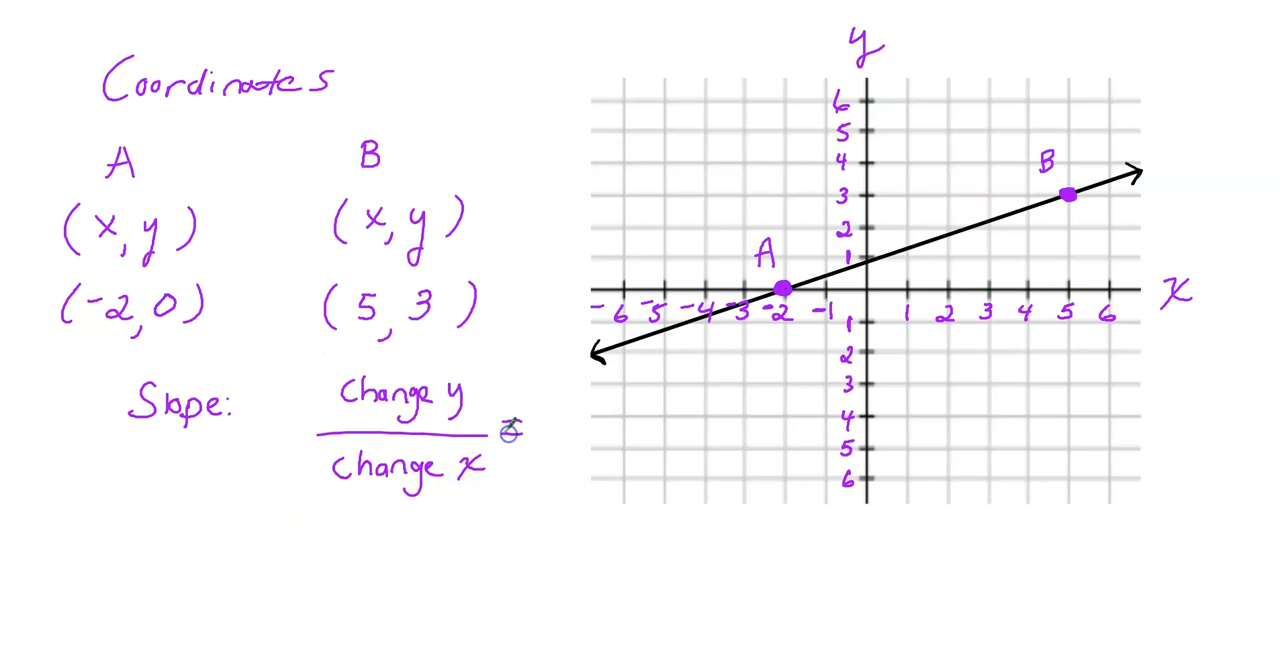 Coordinates
A B
(x, y) (x, y)
(-2, 0) (5, 3)
Slope: change y
change x =
y
6
5
4
3
2
1
B
A
x
-6 -5 -4 -3 -2 -1 1 2 3 4 5 6
1
2
3
4
5
6